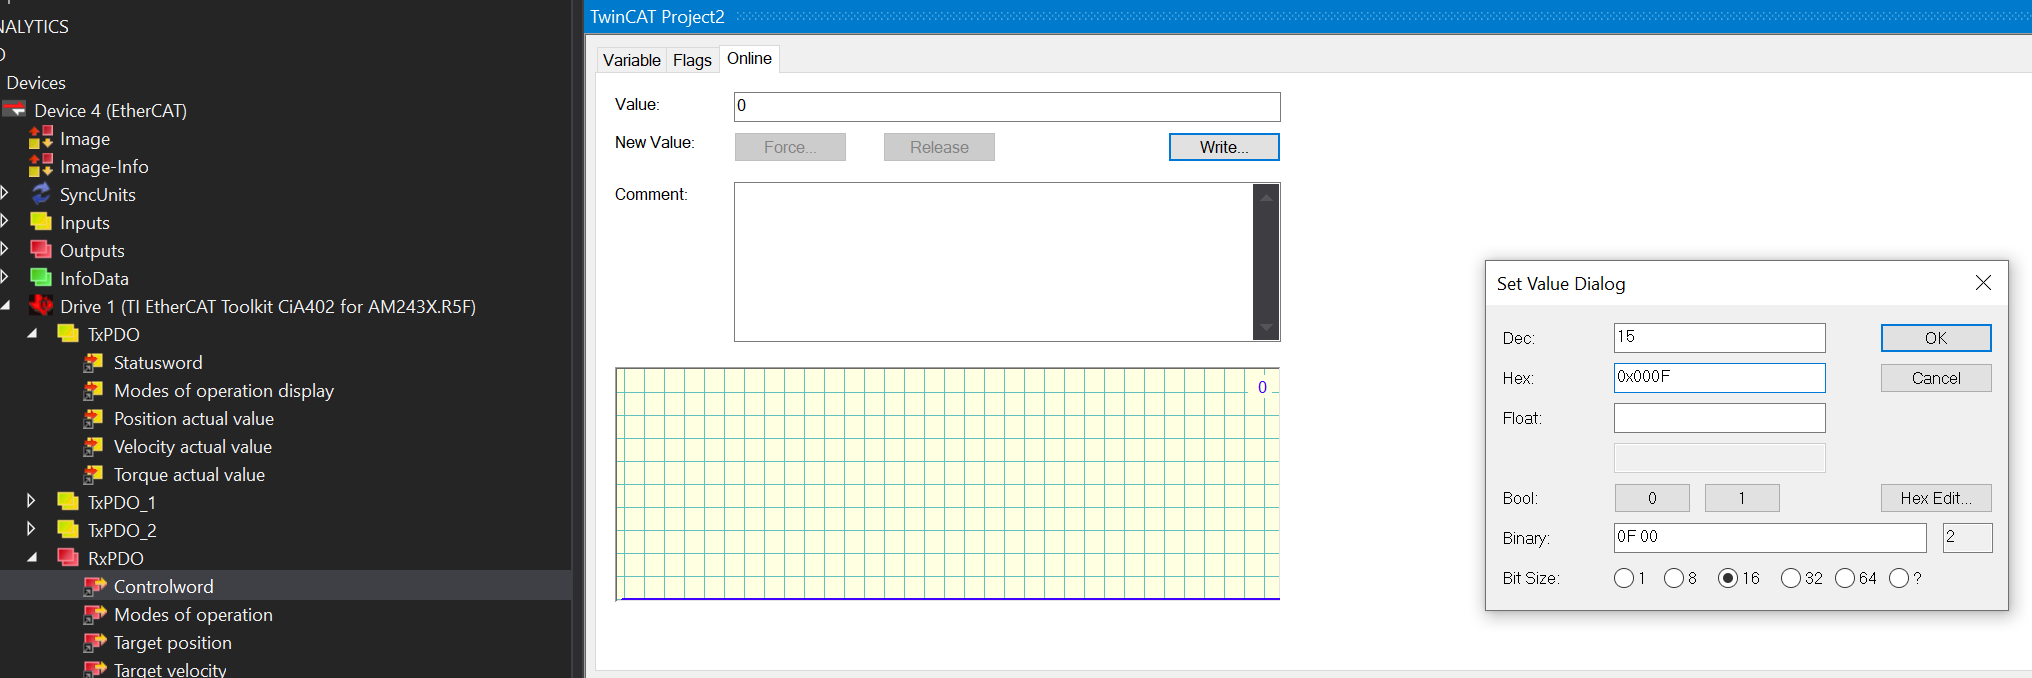 NALYTICS
Devices
Device 4 (EtherCAT)
Image
Image-Info
SyncUnits
Inputs
Outputs
InfoData
Drive 1 (TI EtherCAT Toolkit CiA402 for AM243X.R5F)
TxPDO
Statusword
Modes of operation display
Position actual value
Velocity actual value
Torque actual value
TxPDO_1
TxPDO_2
RxPDO
Controlword
Modes of operation
Target position
Target velocity
TwinCAT Project2
Variable Flags Online
Value: 0
New Value: Force... Release Write...
Comment:
0
Set Value Dialog
Dec: 15 OK
Hex: 0x000F Cancel
Float:
Bool: 0 1 Hex Edit...
Binary: 0F 00 2
Bit Size: 1 8 16 32 64 ?